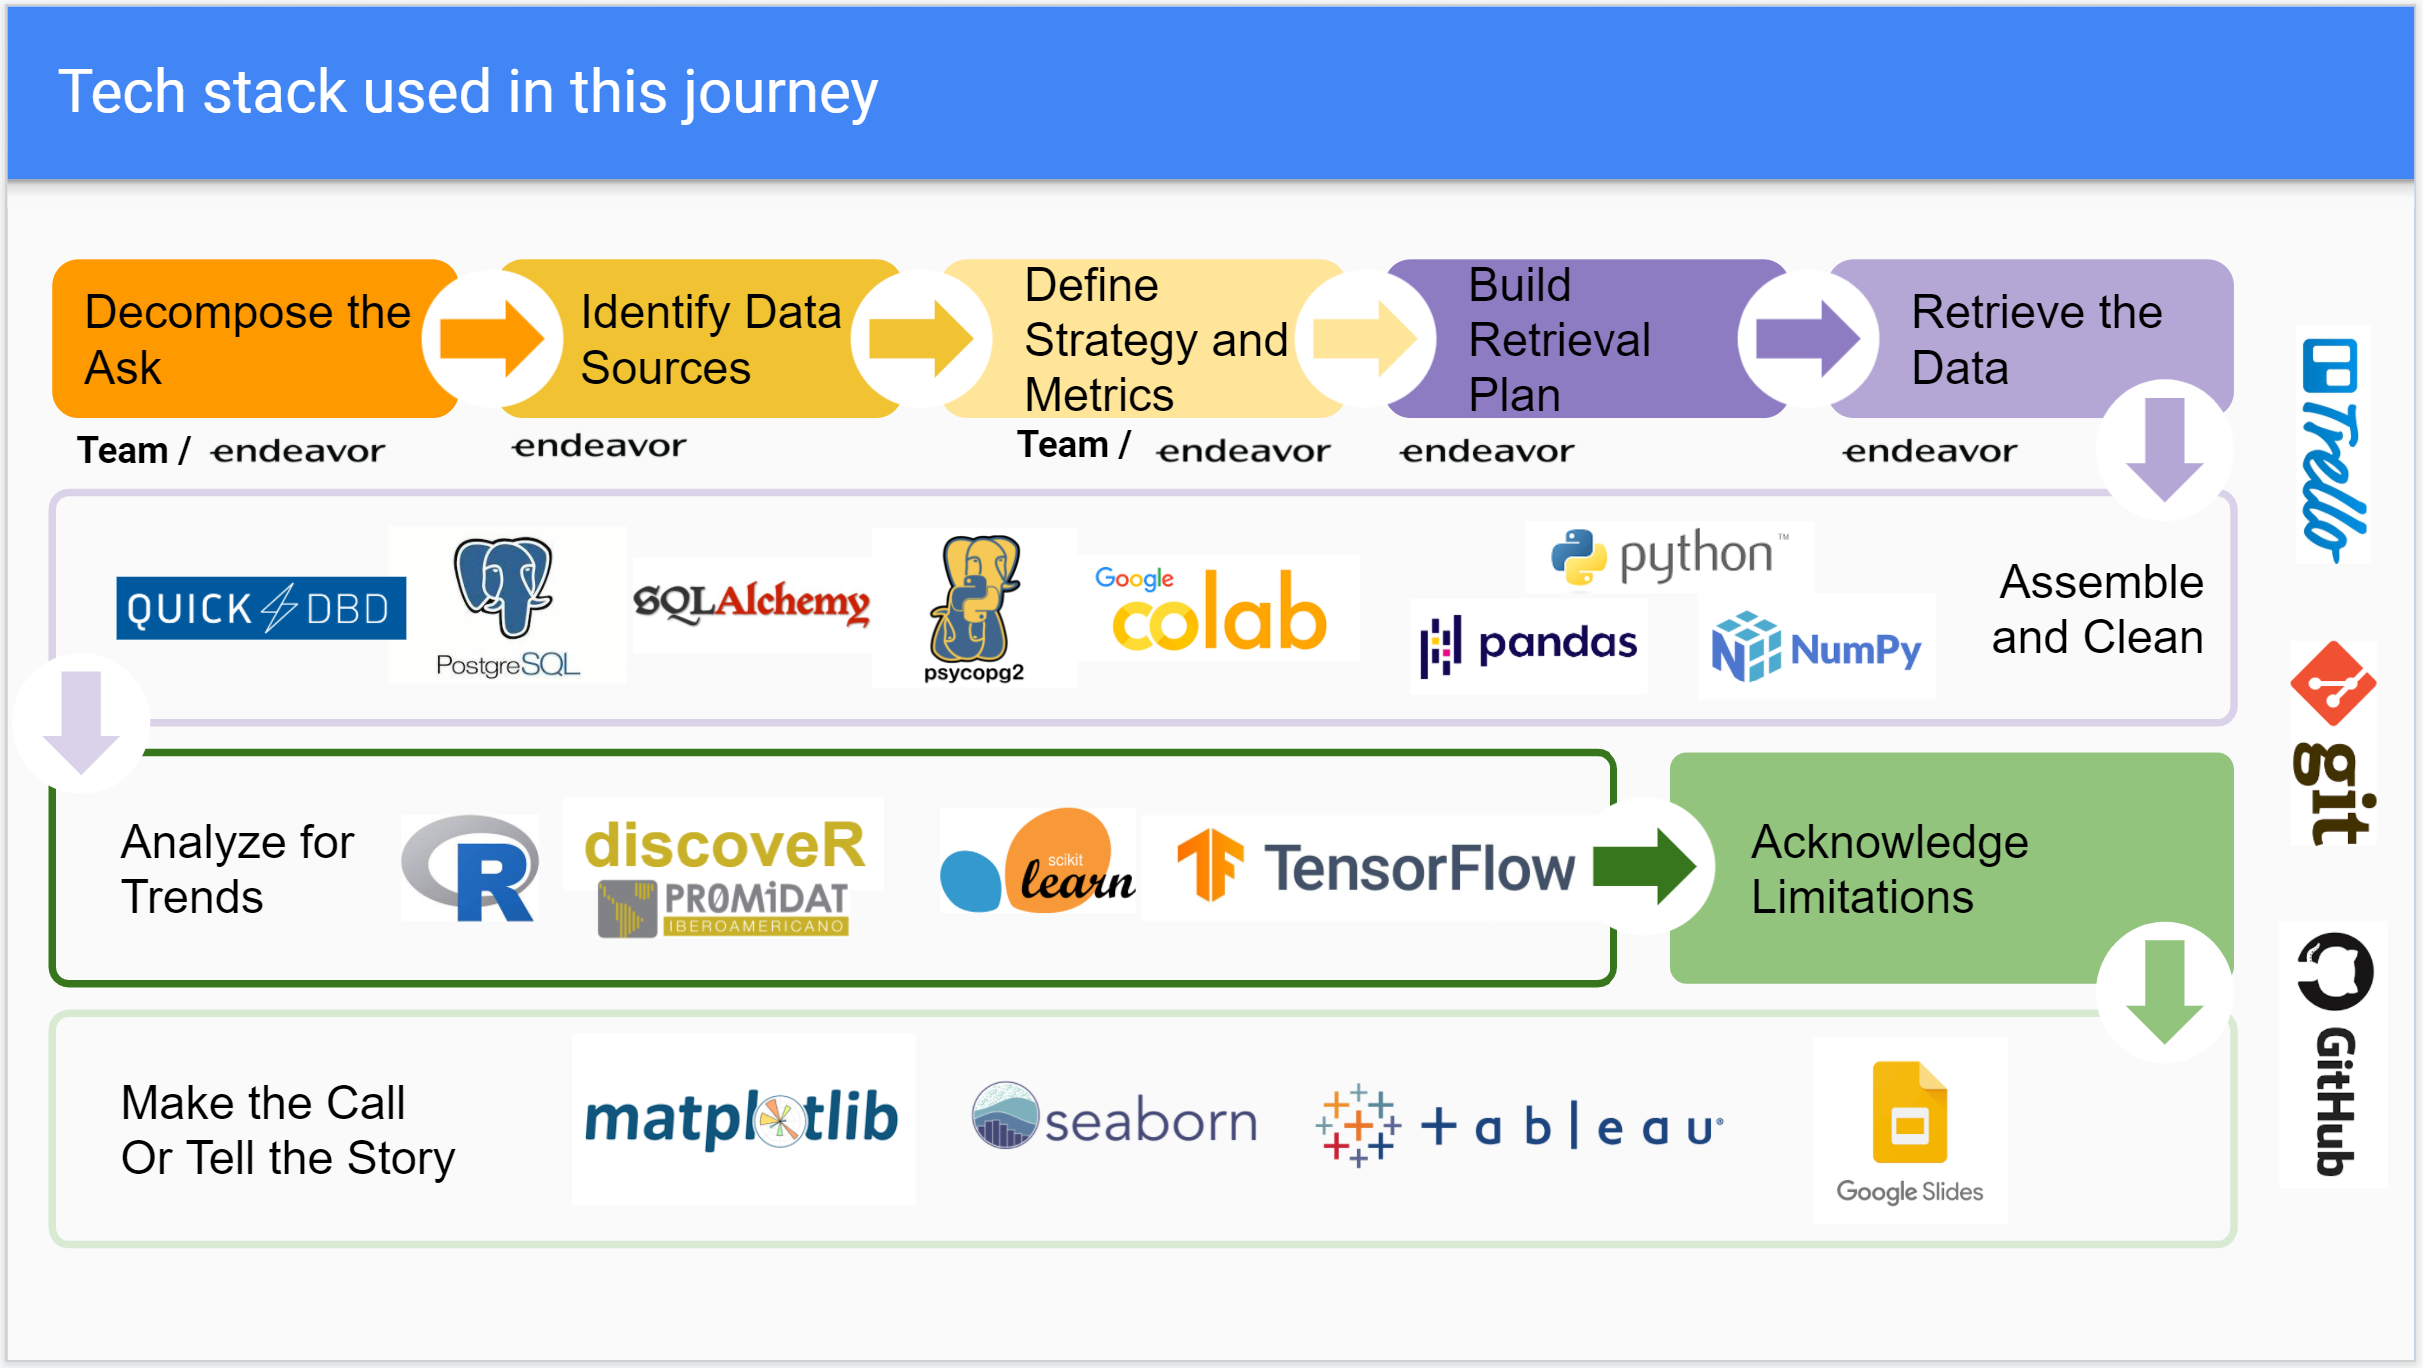 Tech stack used in this journey
Decompose the
Ask
Identify Data
Sources
Define
Strategy and
Metrics
Build
Retrieval
Plan
Retrieve the
Data
Team / endeavor
endeavor
Team / endeavor
endeavor
endeavor
QUICK DBD
PostgreSQL
SQLAlchemy
psycopg2
Google
colab
python™
pandas
NumPy
Assemble
and Clean
Analyze for
Trends
R
discoveR
PR0MiDAT
IBEROAMERICANO
scikit
learn
TensorFlow
Acknowledge
Limitations
Make the Call
Or Tell the Story
matplotlib
seaborn
+ableau®
Google Slides
Trello
git
GitHub